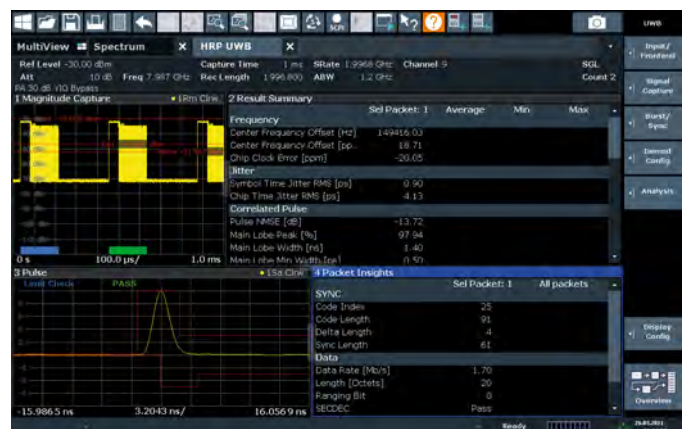 SCPI
UWB
MultiView
Spectrum
X
HRP UWB
X
Ref Level -30.00 dBm
Capture Time 1 ms
SRate 1.9968 GHz
Channel 9
SGL
Att 10 dB
Freq 7.987 GHz
Rec Length 1996800
ABW 1.2 GHz
Count 2
PA 30 dB YIG Bypass
1 Magnitude Capture
1Rm Clrw
0 s
100.0 µs/
1.0 ms
2 Result Summary
Sel Packet: 1
Average
Min
Max
Frequency
Center Frequency Offset [Hz] 149416.03
Center Frequency Offset [pp... 18.71
Chip Clock Error [ppm] -20.05
Jitter
Symbol Time Jitter RMS [ps] 0.90
Chip Time Jitter RMS [ps] 4.13
Correlated Pulse
Pulse NMSE [dB] -13.72
Main Lobe Peak [%] 97.94
Main Lobe Width [ns] 1.40
Main Lobe Min Width [ns] 0.50
3 Pulse
1Sa Clrw
Limit Check
PASS
-15.9865 ns
3.2043 ns/
16.0569 ns
4 Packet Insights
Sel Packet: 1
All packets
SYNC
Code Index 25
Code Length 91
Delta Length 4
Sync Length 61
Data
Data Rate [Mb/s] 1.70
Length [Octets] 20
Ranging Bit 0
SECDEC Pass
Input /
Frontend
Signal
Capture
Burst/
Sync
Demod
Config
Analysis
Display
Config
Overview
Ready